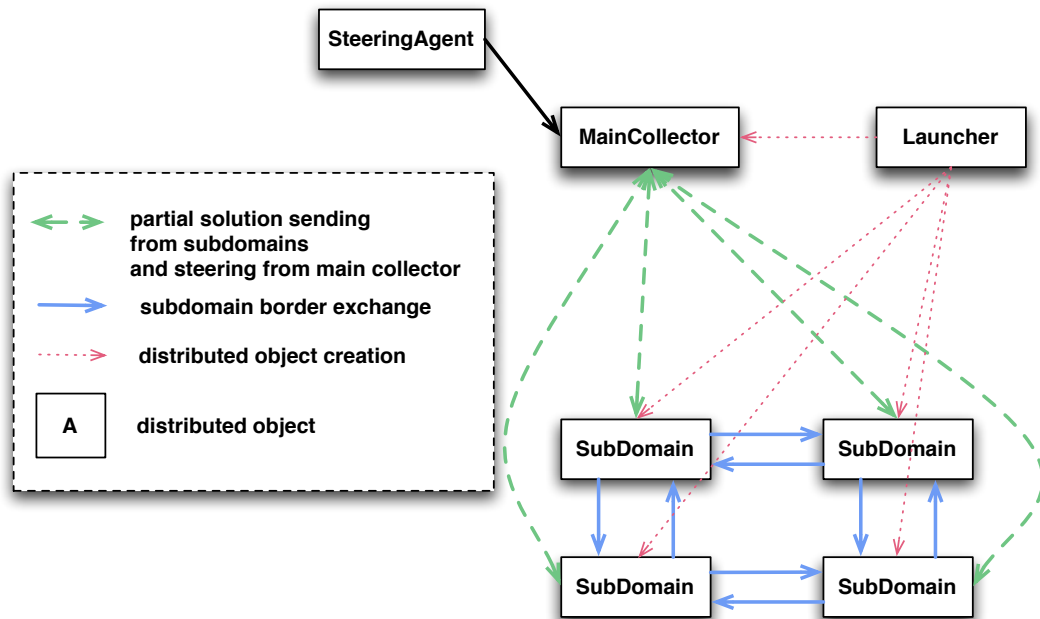 SteeringAgent
MainCollector
Launcher
partial solution sending
from subdomains
and steering from main collector
subdomain border exchange
distributed object creation
A
distributed object
SubDomain
SubDomain
SubDomain
SubDomain